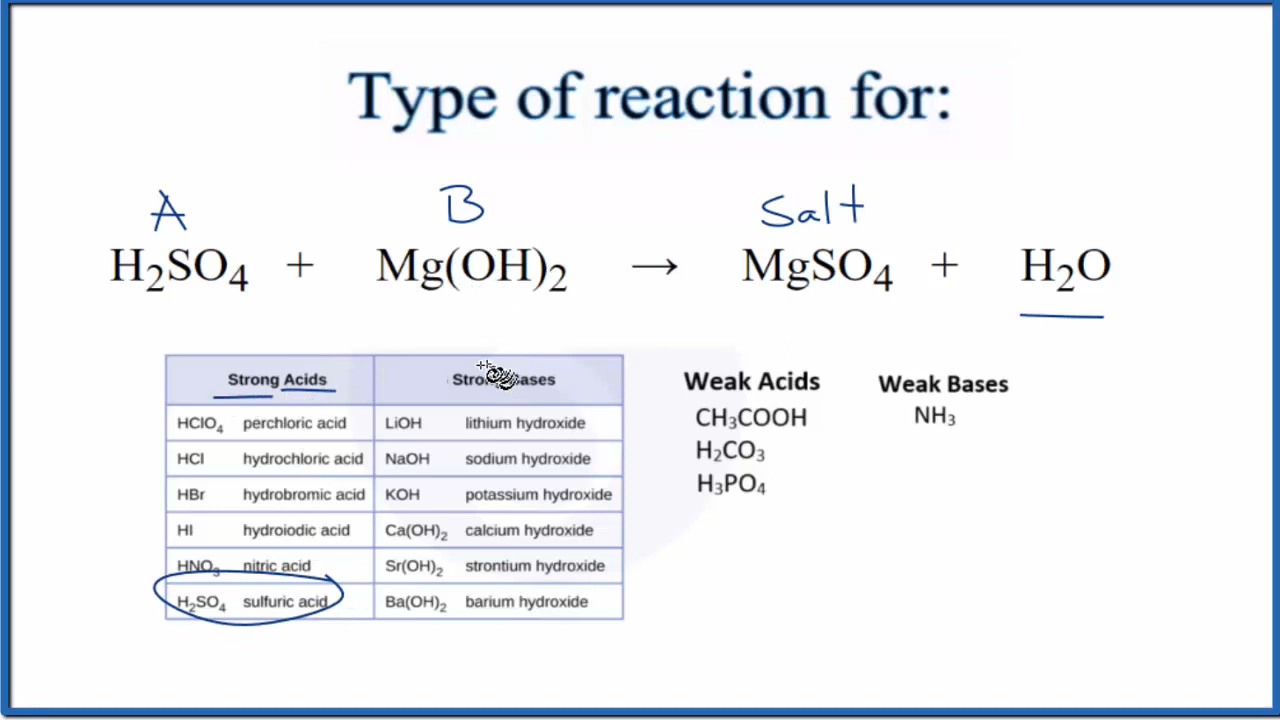 Type of reaction for:
A B Salt
H₂SO₄ + Mg(OH)₂ → MgSO₄ + H₂O
Strong Acids Strong Bases
HClO₄ perchloric acid LiOH lithium hydroxide
HCl hydrochloric acid NaOH sodium hydroxide
HBr hydrobromic acid KOH potassium hydroxide
HI hydroiodic acid Ca(OH)₂ calcium hydroxide
HNO₃ nitric acid Sr(OH)₂ strontium hydroxide
H₂SO₄ sulfuric acid Ba(OH)₂ barium hydroxide
Weak Acids
CH₃COOH
H₂CO₃
H₃PO₄
Weak Bases
NH₃